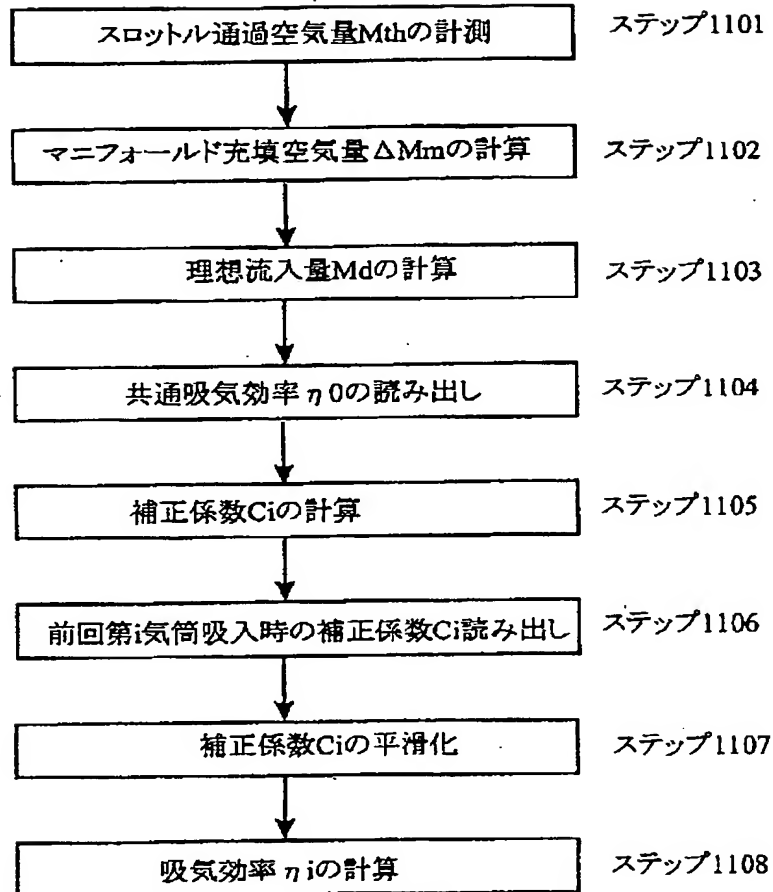 スロットル通過空気量Mthの計測 ステップ1101
マニフォールド充填空気量ΔMmの計算 ステップ1102
理想流入量Mdの計算 ステップ1103
共通吸気効率η0の読み出し ステップ1104
補正係数Ciの計算 ステップ1105
前回第i気筒吸入時の補正係数Ci読み出し ステップ1106
補正係数Ciの平滑化 ステップ1107
吸気効率ηiの計算 ステップ1108